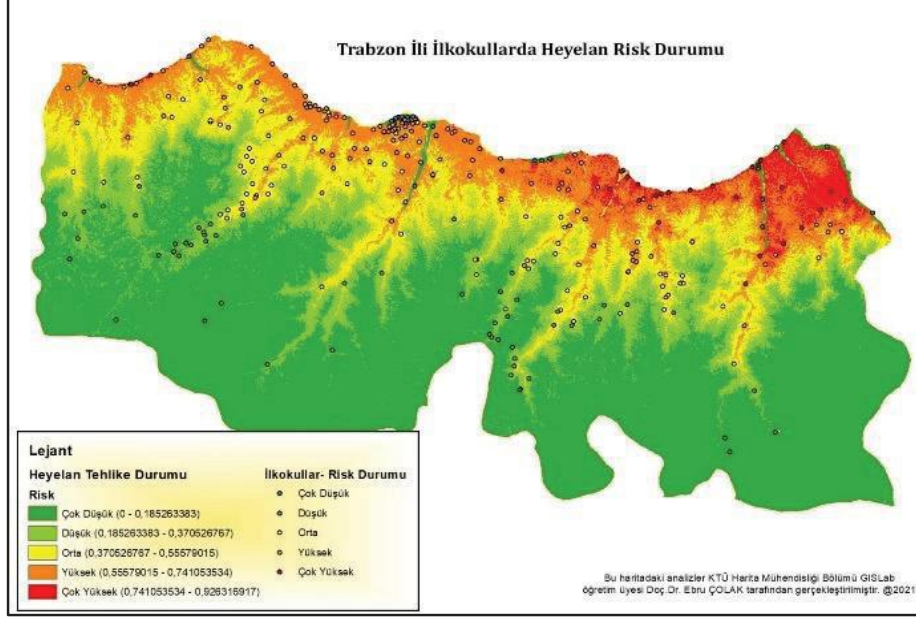 Trabzon İli İlkokullarda Heyelan Risk Durumu
Lejant
Heyelan Tehlike Durumu
Risk
Çok Düşük (0 - 0,185263383)
Düşük (0,185263383 - 0,370526767)
Orta (0,370526767 - 0,55579015)
Yüksek (0,55579015 - 0,741053534)
Çok Yüksek (0,741053534 - 0,926316917)
İlkokullar- Risk Durumu
Çok Düşük
Düşük
Orta
Yüksek
Çok Yüksek
Bu haritadaki analizler KTÜ Harita Mühendisliği Bölümü GISLab
öğretim üyesi Doç.Dr. Ebru ÇOLAK tarafından gerçekleştirilmiştir. @2021